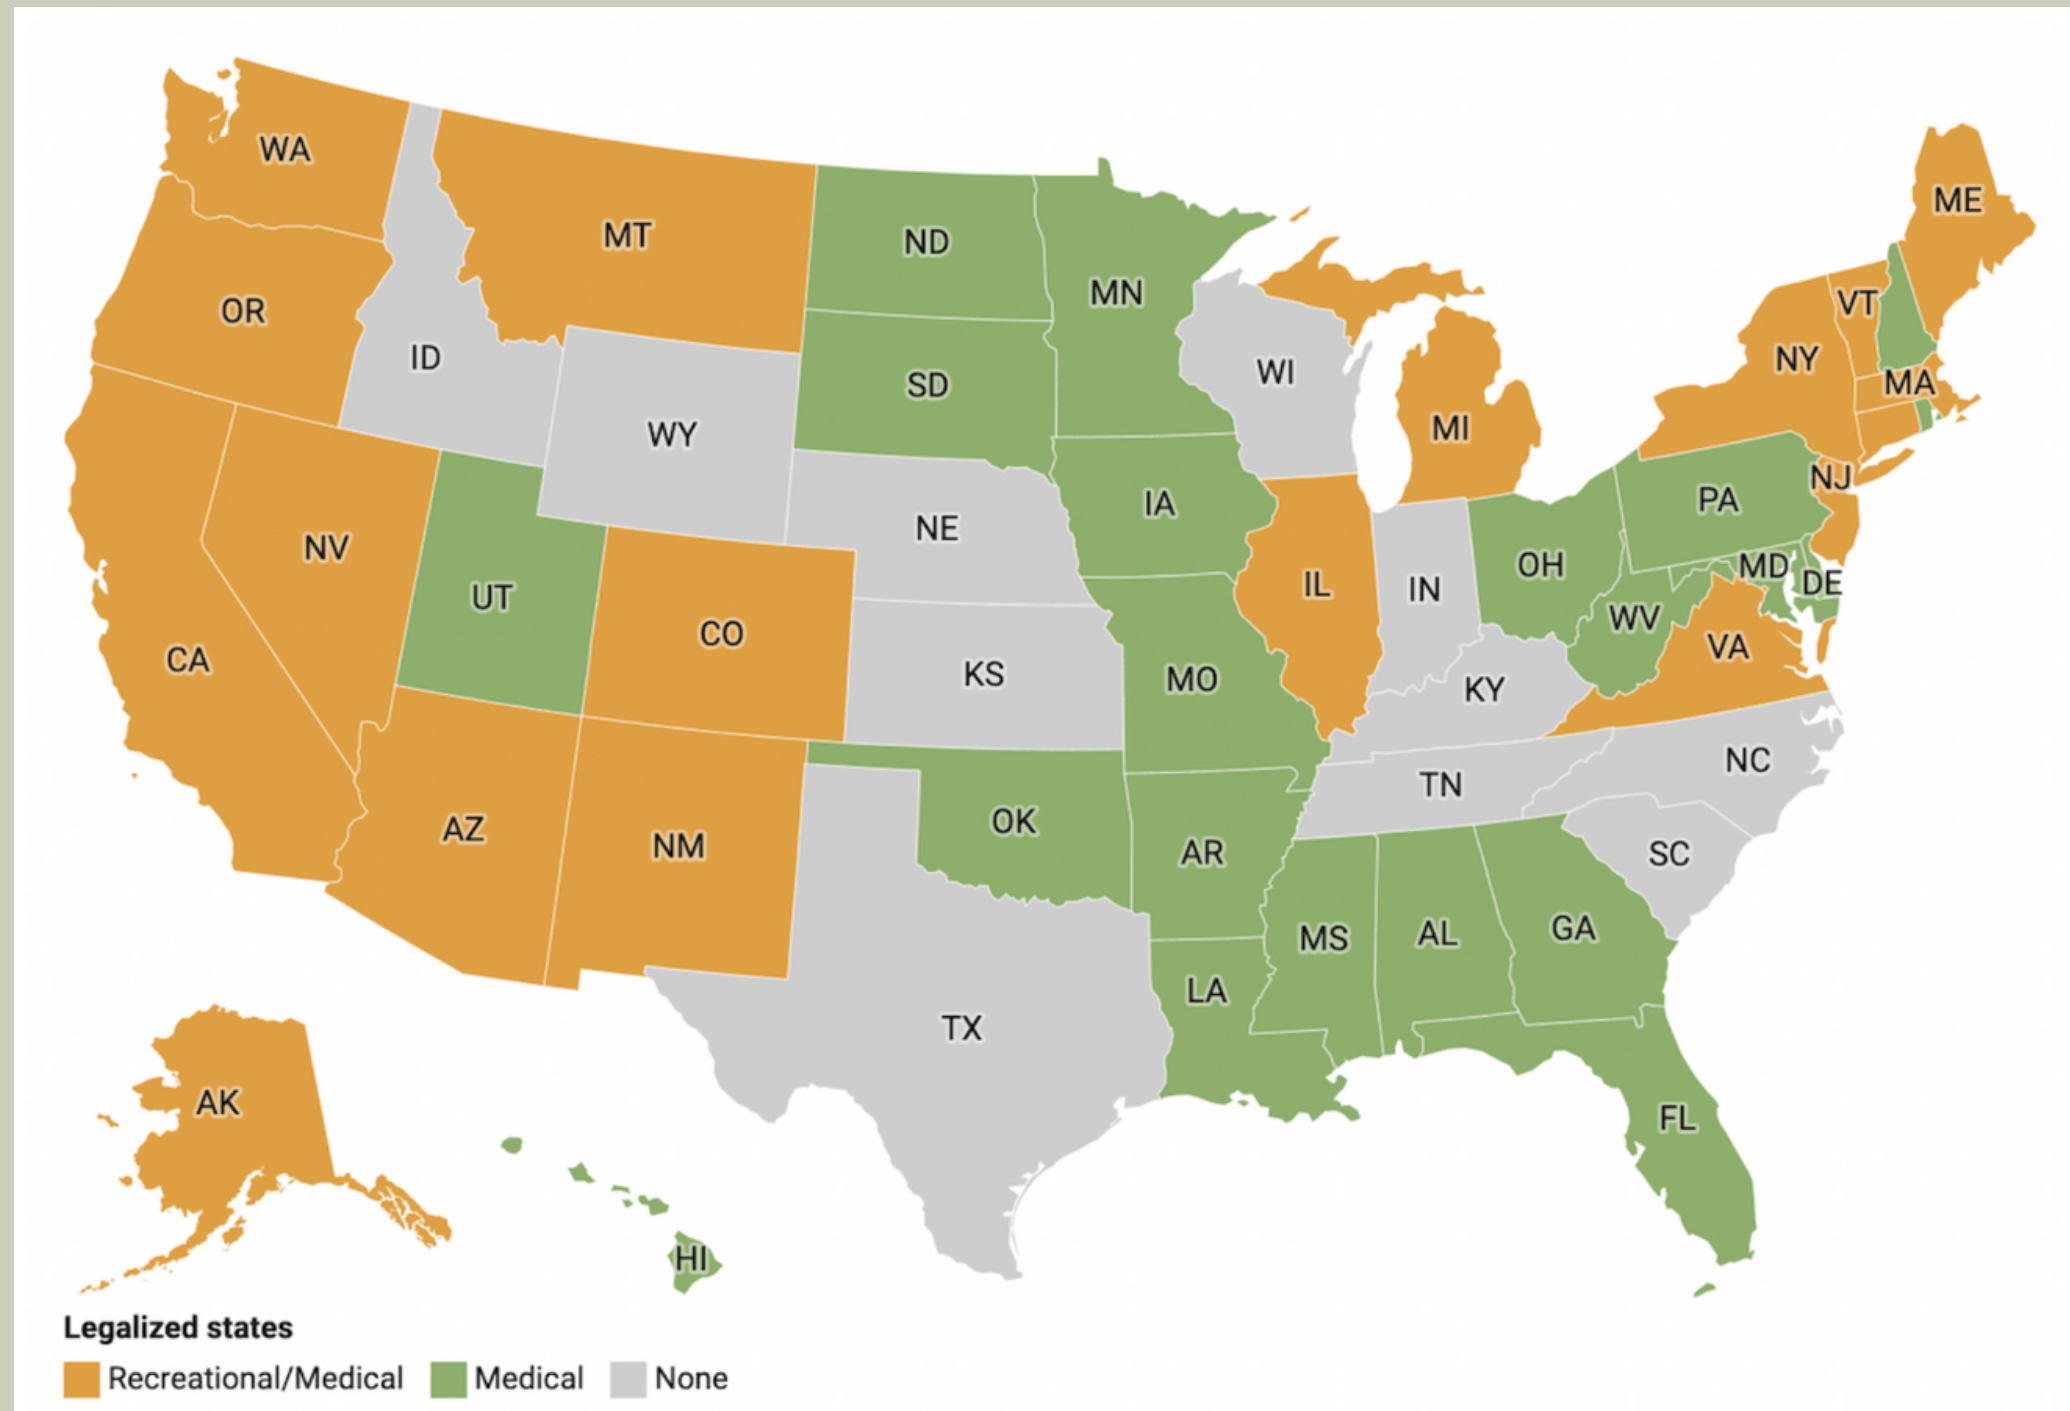 WA
MT
ND
MN
ME
OR
ID
WY
SD
WI
MI
VT
NY
MA
NV
UT
CO
NE
IA
IL
IN
OH
PA
NJ
MD
DE
CA
KS
MO
KY
WV
VA
AZ
NM
OK
AR
TN
NC
SC
TX
LA
MS
AL
GA
FL
AK
HI
Legalized states
Recreational/Medical Medical None